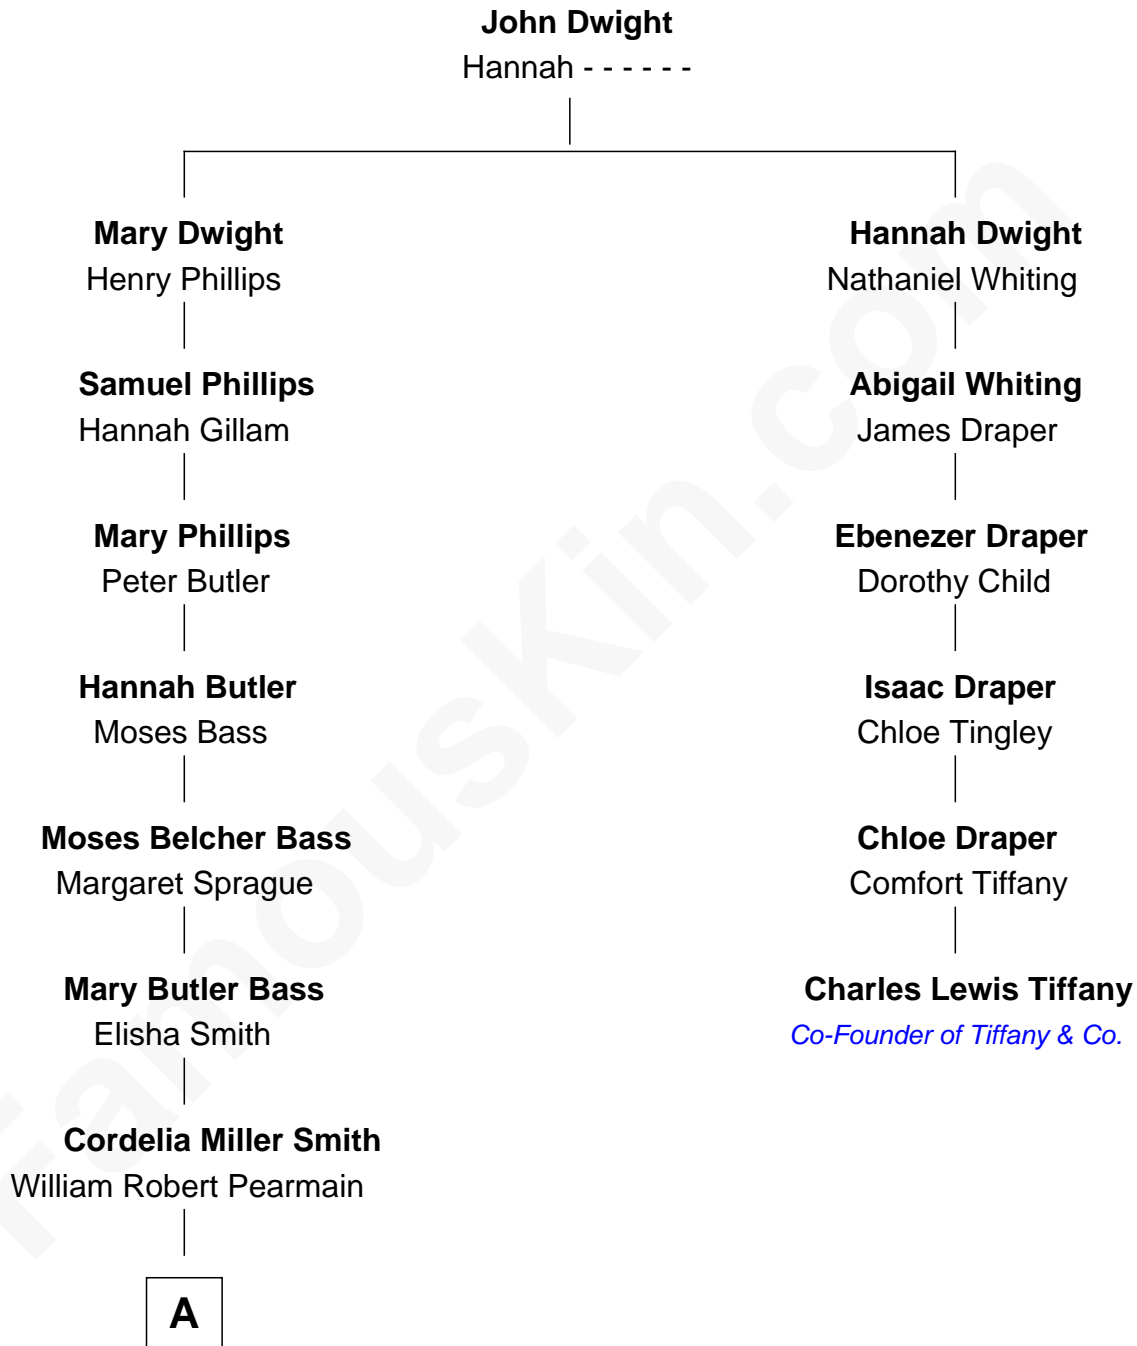 John Dwight
Hannah - - - - - -
Mary Dwight
Henry Phillips
Hannah Dwight
Nathaniel Whiting
Samuel Phillips
Hannah Gillam
Abigail Whiting
James Draper
Mary Phillips
Peter Butler
Ebenezer Draper
Dorothy Child
Hannah Butler
Moses Bass
Isaac Draper
Chloe Tingley
Moses Belcher Bass
Margaret Sprague
Chloe Draper
Comfort Tiffany
Mary Butler Bass
Elisha Smith
Charles Lewis Tiffany
Co-Founder of Tiffany & Co.
Cordelia Miller Smith
William Robert Pearmain
A
FamousKin.com